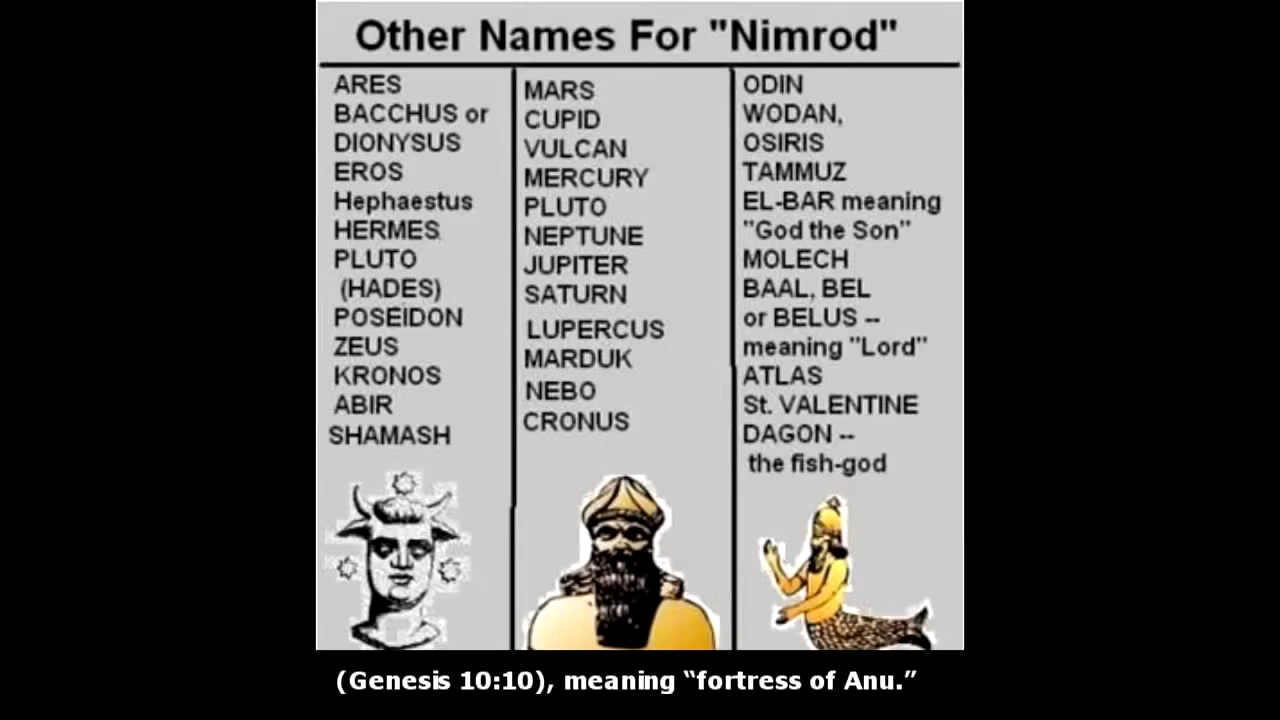 Other Names For "Nimrod"
ARES
BACCHUS or
DIONYSUS
EROS
Hephaestus
HERMES
PLUTO
(HADES)
POSEIDON
ZEUS
KRONOS
ABIR
SHAMASH
MARS
CUPID
VULCAN
MERCURY
PLUTO
NEPTUNE
JUPITER
SATURN
LUPERCUS
MARDUK
NEBO
CRONUS
ODIN
WODAN,
OSIRIS
TAMMUZ
EL-BAR meaning
"God the Son"
MOLECH
BAAL, BEL
or BELUS --
meaning "Lord"
ATLAS
St. VALENTINE
DAGON --
the fish-god
(Genesis 10:10), meaning “fortress of Anu.”